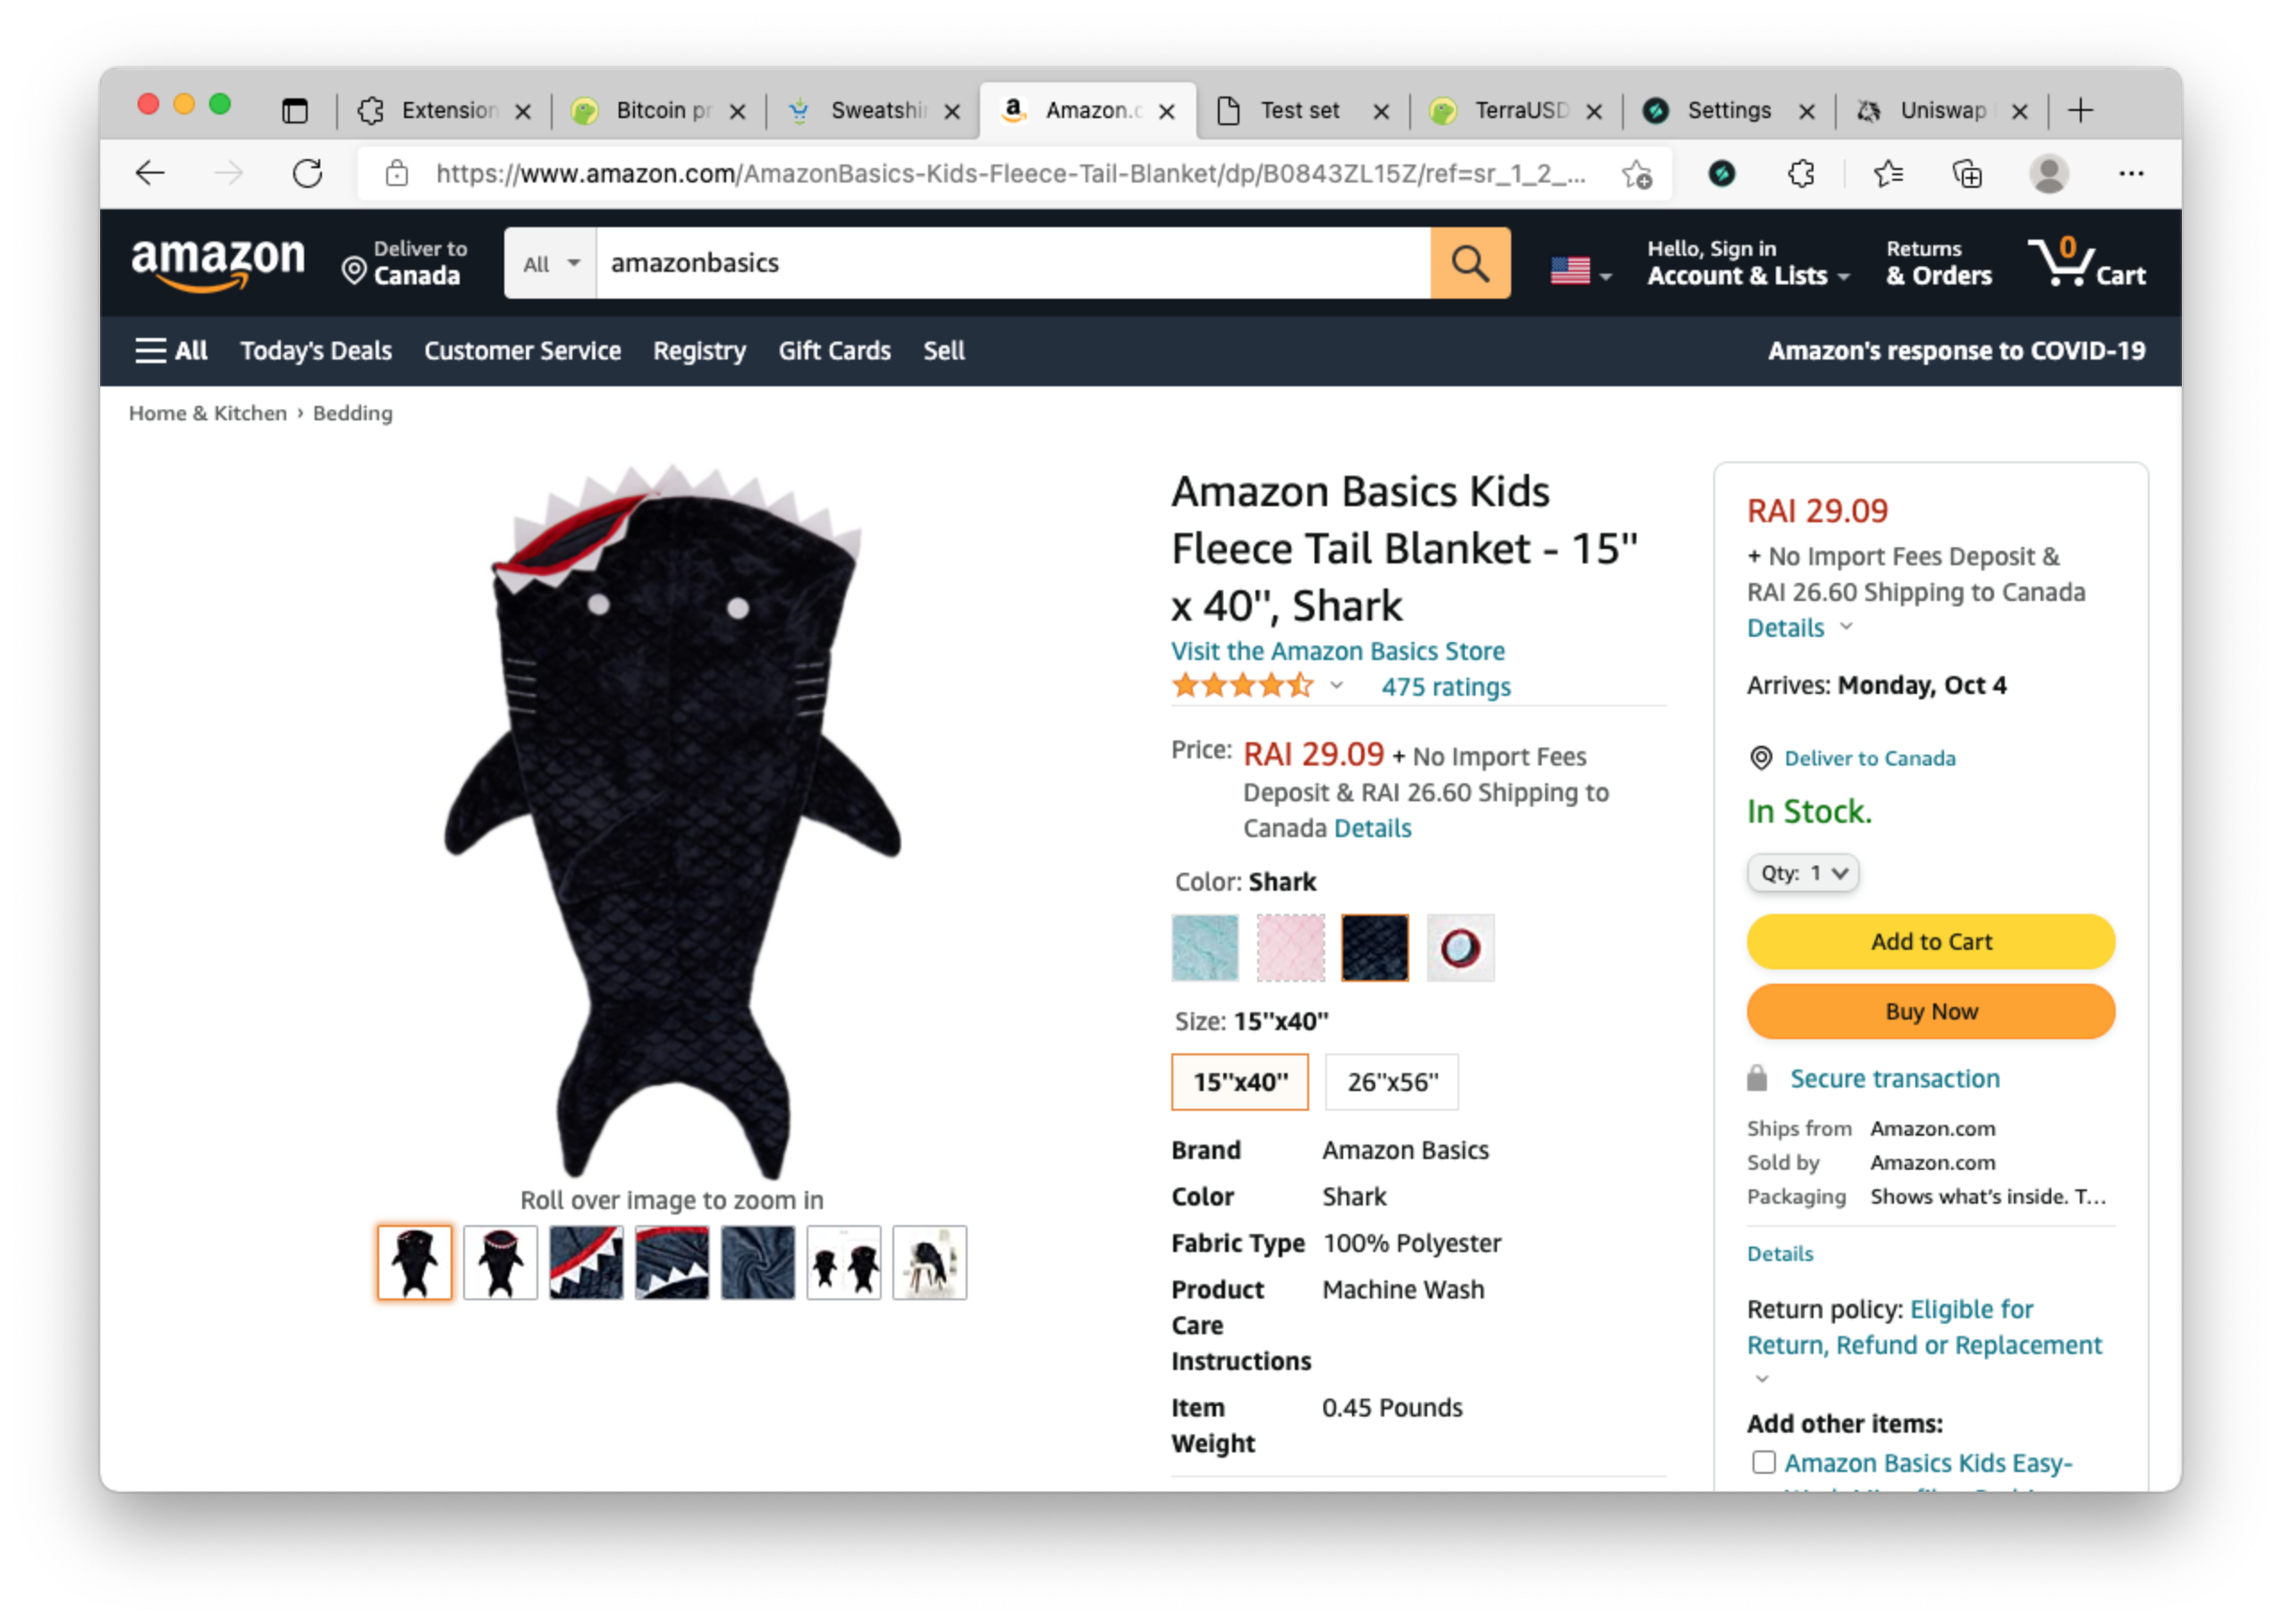 Extension
Bitcoin pr
Sweatshi
Amazon.c
Test set
TerraUSD
Settings
Uniswap
https://www.amazon.com/AmazonBasics-Kids-Fleece-Tail-Blanket/dp/B0843ZL15Z/ref=sr_1_2_...
amazon
Deliver to
Canada
All
amazonbasics
Hello, Sign in
Account & Lists
Returns
& Orders
0
Cart
All
Today's Deals
Customer Service
Registry
Gift Cards
Sell
Amazon's response to COVID-19
Home & Kitchen › Bedding
Roll over image to zoom in
Amazon Basics Kids
Fleece Tail Blanket - 15"
x 40", Shark
Visit the Amazon Basics Store
475 ratings
Price: RAI 29.09 + No Import Fees
Deposit & RAI 26.60 Shipping to
Canada Details
Color: Shark
Size: 15"x40"
15"x40"
26"x56"
Brand Amazon Basics
Color Shark
Fabric Type 100% Polyester
Product Machine Wash
Care
Instructions
Item 0.45 Pounds
Weight
RAI 29.09
+ No Import Fees Deposit &
RAI 26.60 Shipping to Canada
Details
Arrives: Monday, Oct 4
Deliver to Canada
In Stock.
Qty: 1
Add to Cart
Buy Now
Secure transaction
Ships from Amazon.com
Sold by Amazon.com
Packaging Shows what's inside. T...
Details
Return policy: Eligible for
Return, Refund or Replacement
Add other items:
Amazon Basics Kids Easy-